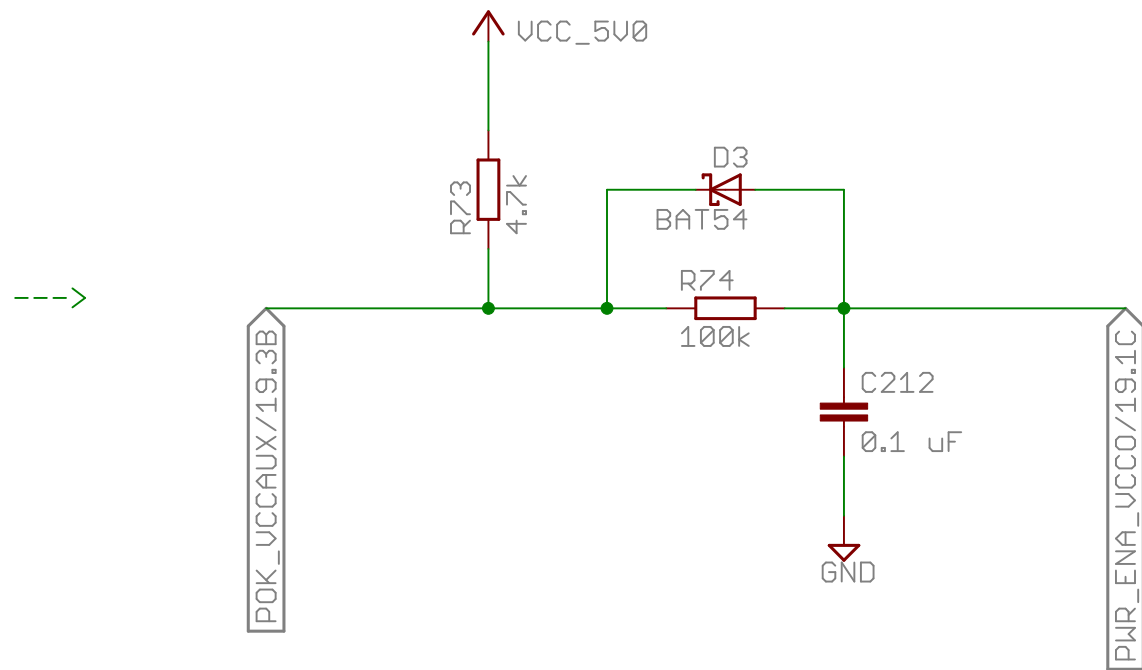 VCC_5V0
D3
R73
4.7k
BAT54
R74
100k
POK_VCCAUX/19.3B
PWR_ENA_VCCO/19.1C
C212
0.1 uF
GND